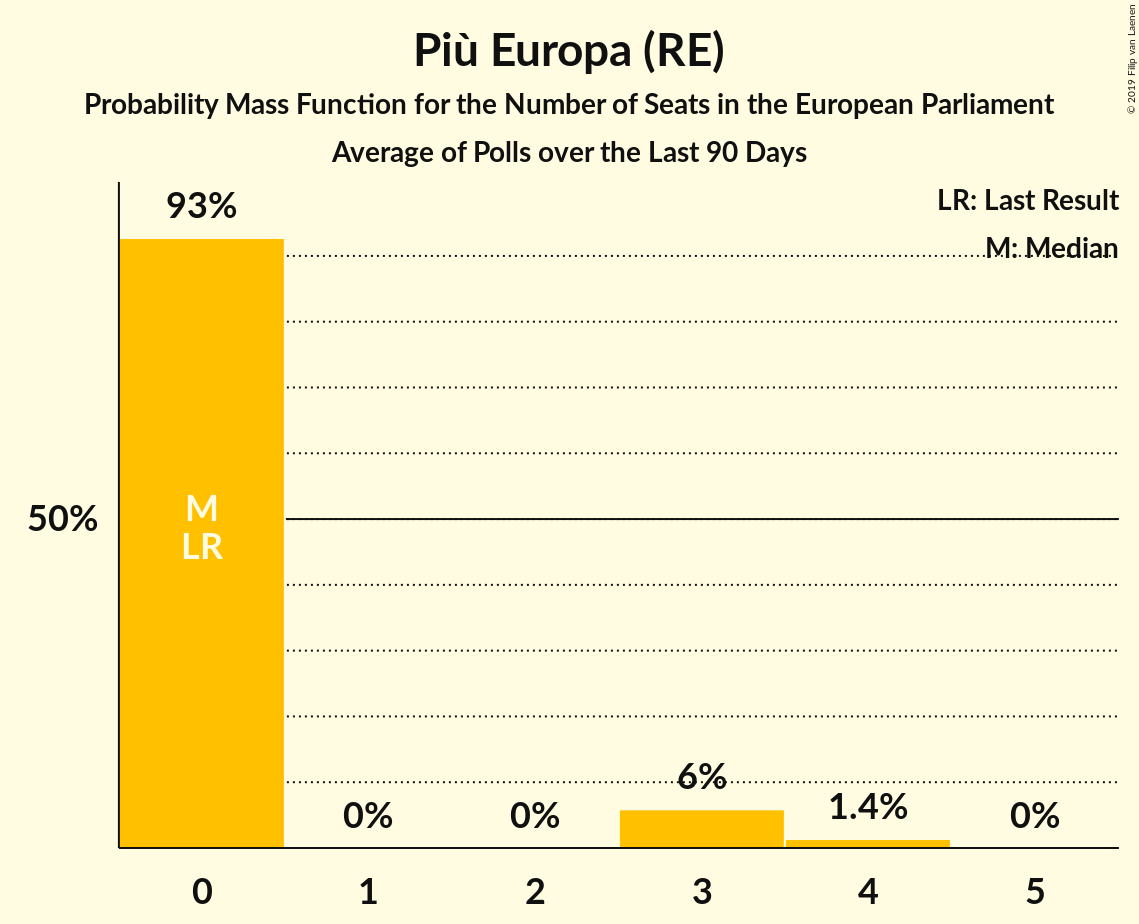 Più Europa (RE)
Probability Mass Function for the Number of Seats in the European Parliament
Average of Polls over the Last 90 Days
© 2019 Filip van Laenen
LR: Last Result
M: Median
93%
50%
M
LR
0%
0%
6%
1.4%
0%
0
1
2
3
4
5